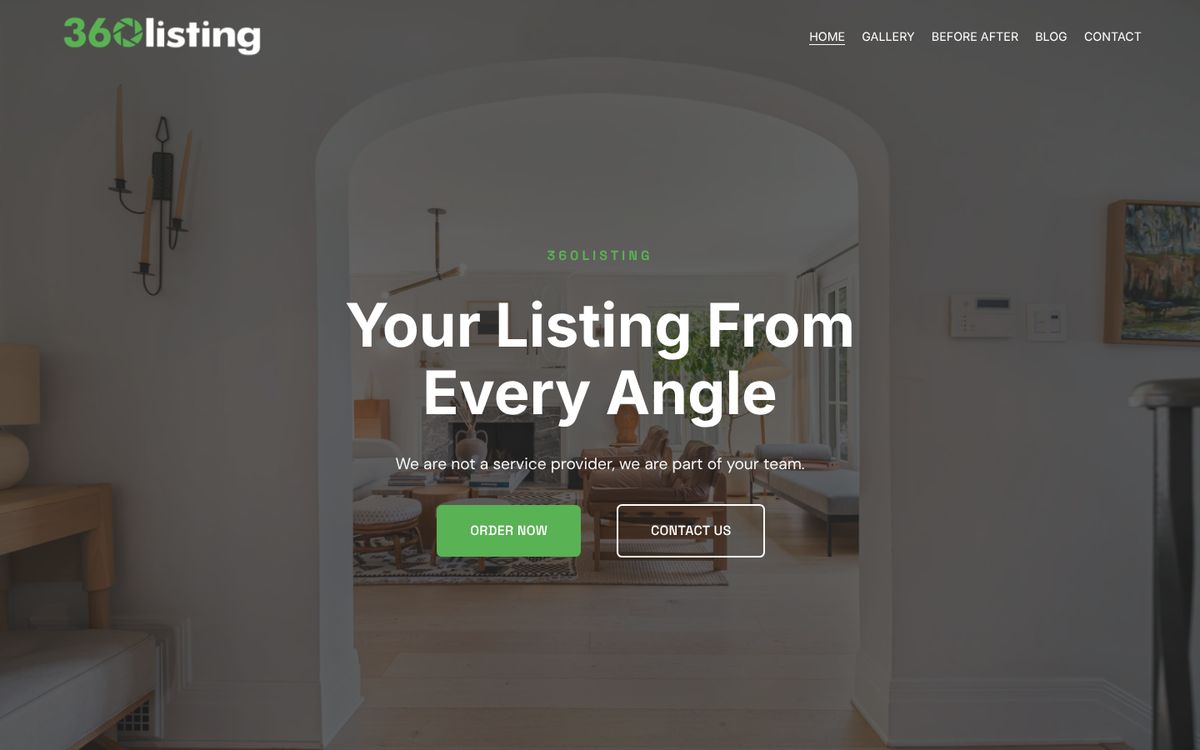 360listing
HOME GALLERY BEFORE AFTER BLOG CONTACT
360LISTING
Your Listing From
Every Angle
We are not a service provider, we are part of your team.
ORDER NOW CONTACT US